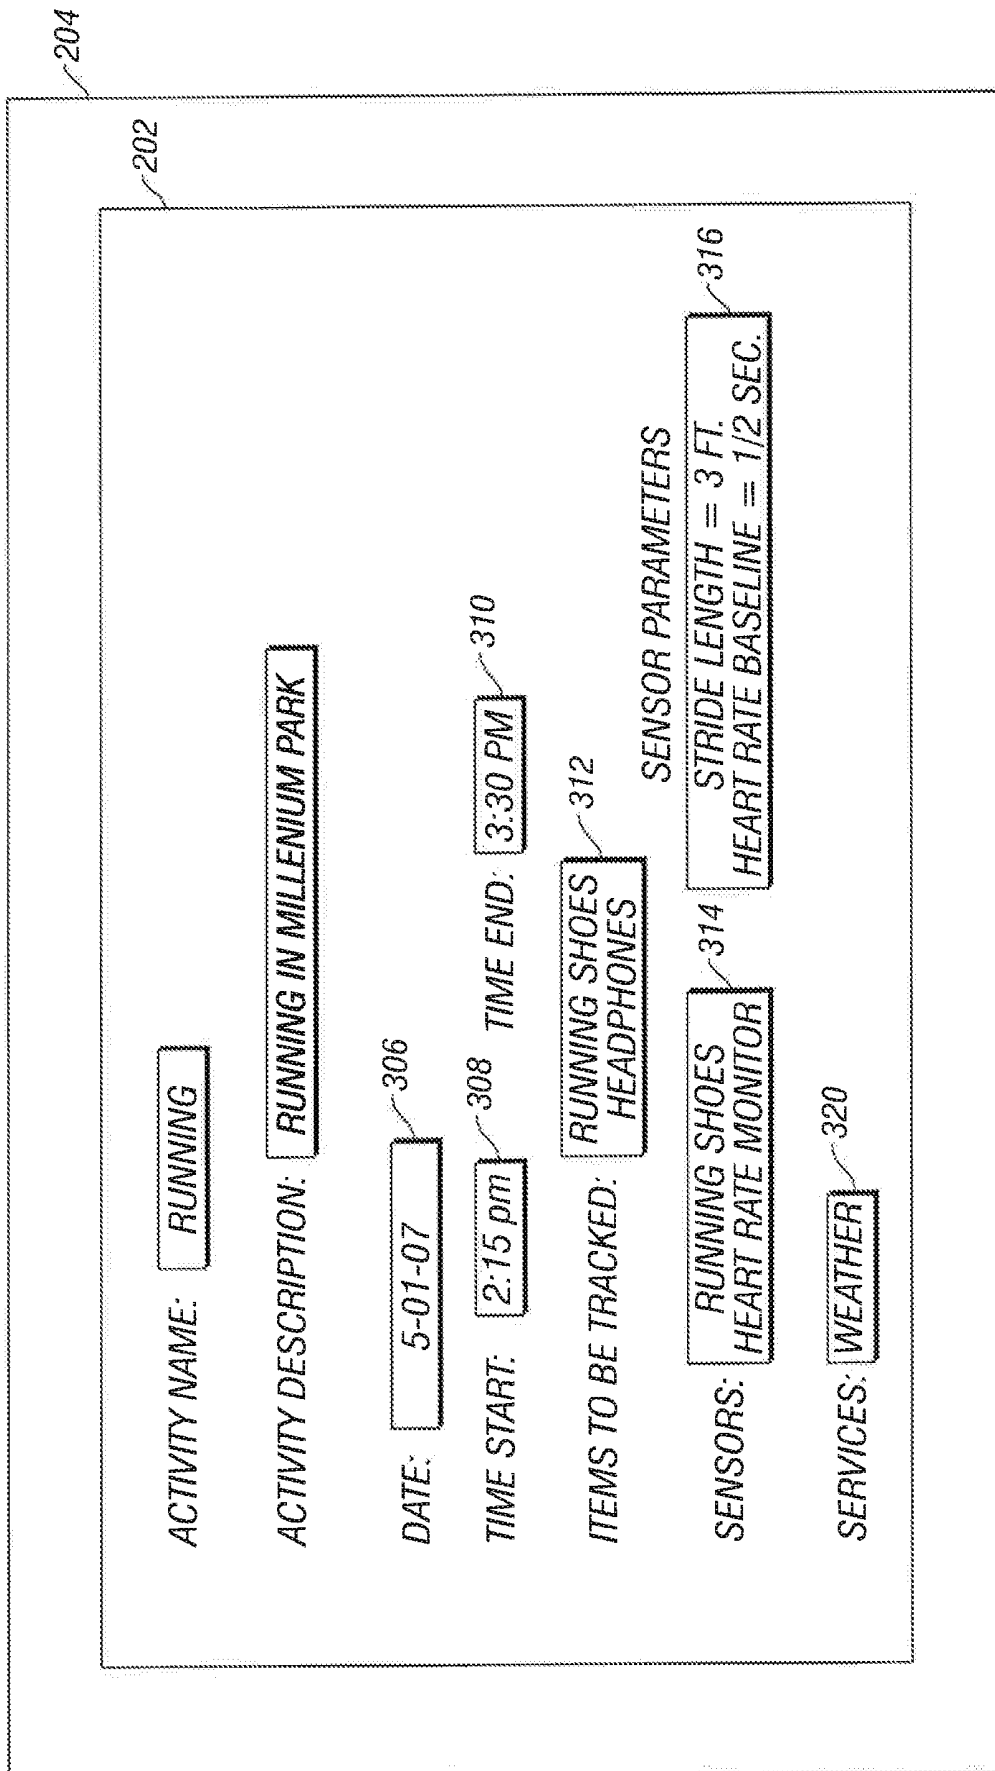 204
202
ACTIVITY NAME: RUNNING
ACTIVITY DESCRIPTION: RUNNING IN MILLENIUM PARK
DATE: 5-01-07 306
TIME START: 2:15 pm 308 TIME END: 3:30 PM 310
ITEMS TO BE TRACKED: RUNNING SHOES 312
HEADPHONES
SENSOR PARAMETERS
SENSORS: RUNNING SHOES 314 STRIDE LENGTH = 3 FT. 316
HEART RATE MONITOR HEART RATE BASELINE = 1/2 SEC.
SERVICES: WEATHER 320